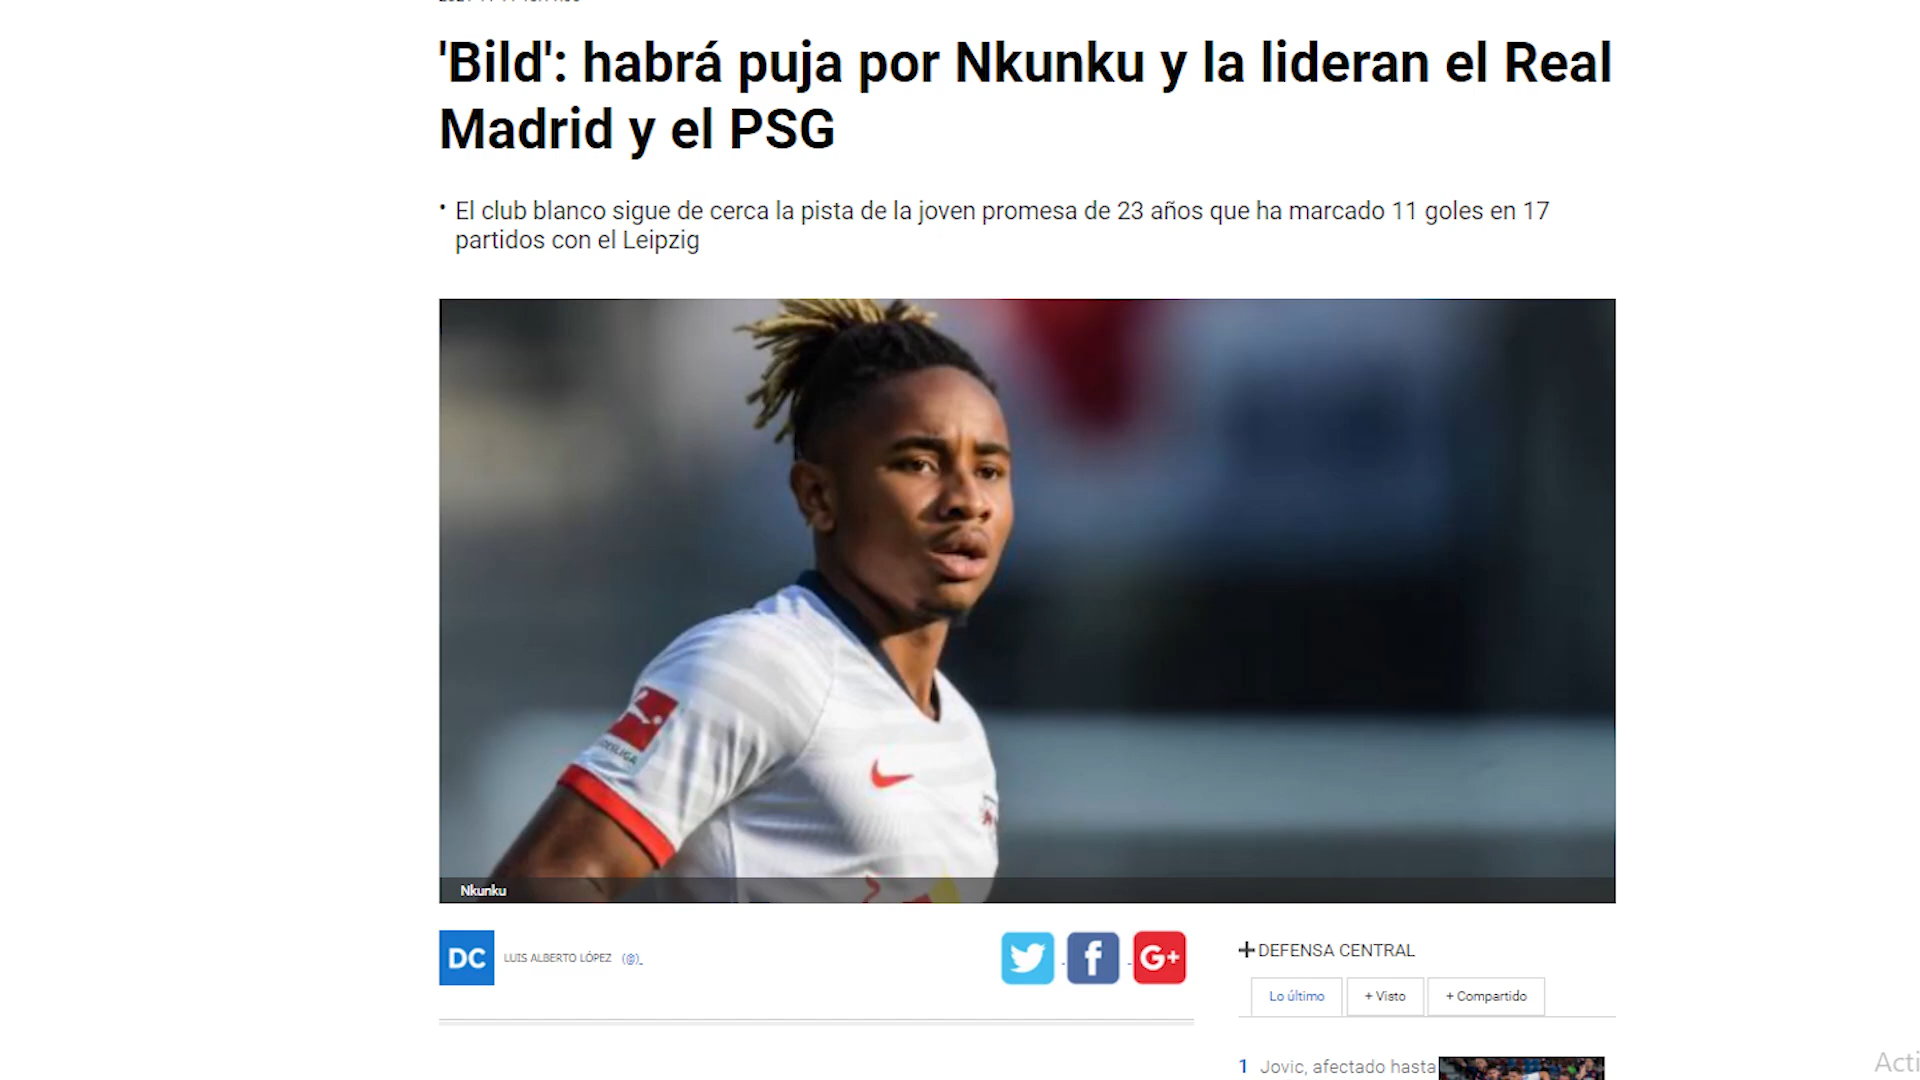 'Bild': habrá puja por Nkunku y la lideran el Real
Madrid y el PSG
• El club blanco sigue de cerca la pista de la joven promesa de 23 años que ha marcado 11 goles en 17
partidos con el Leipzig
Nkunku
DC LUIS ALBERTO LÓPEZ (@)
f G+
+ DEFENSA CENTRAL
Lo último + Visto + Compartido
1 Jovic, afectado hasta
Acti